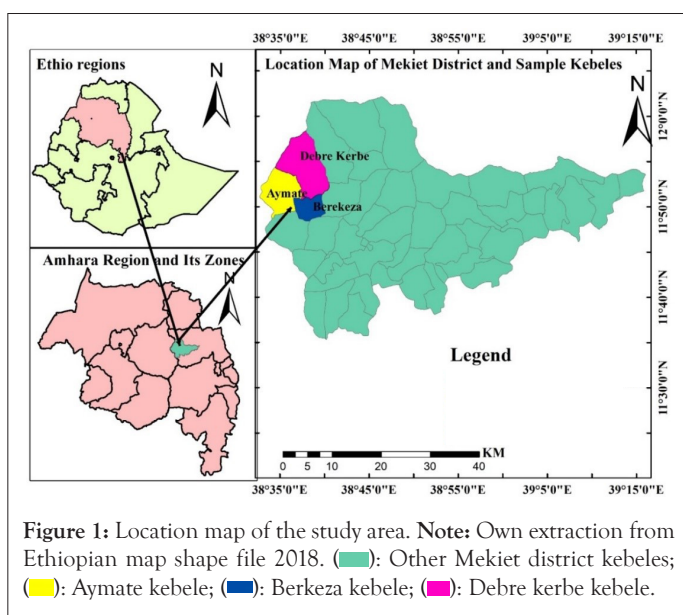 38°35'0"E 38°45'0"E 38°55'0"E 39°5'0"E 39°15'0"E
Ethio regions
N
Location Map of Mekiet District and Sample Kebeles
N
12°0'0"N
Debre Kerbe
Aymate
Berekeza
11°50'0"N
Amhara Region and Its Zones
N
11°40'0"N
Legend
11°30'0"N
KM
0 5 10 20 30 40
38°35'0"E 38°45'0"E 38°55'0"E 39°5'0"E 39°15'0"E
Figure 1: Location map of the study area. Note: Own extraction from
Ethiopian map shape file 2018. ( ): Other Mekiet district kebeles;
( ): Aymate kebele; ( ): Berkeza kebele; ( ): Debre kerbe kebele.